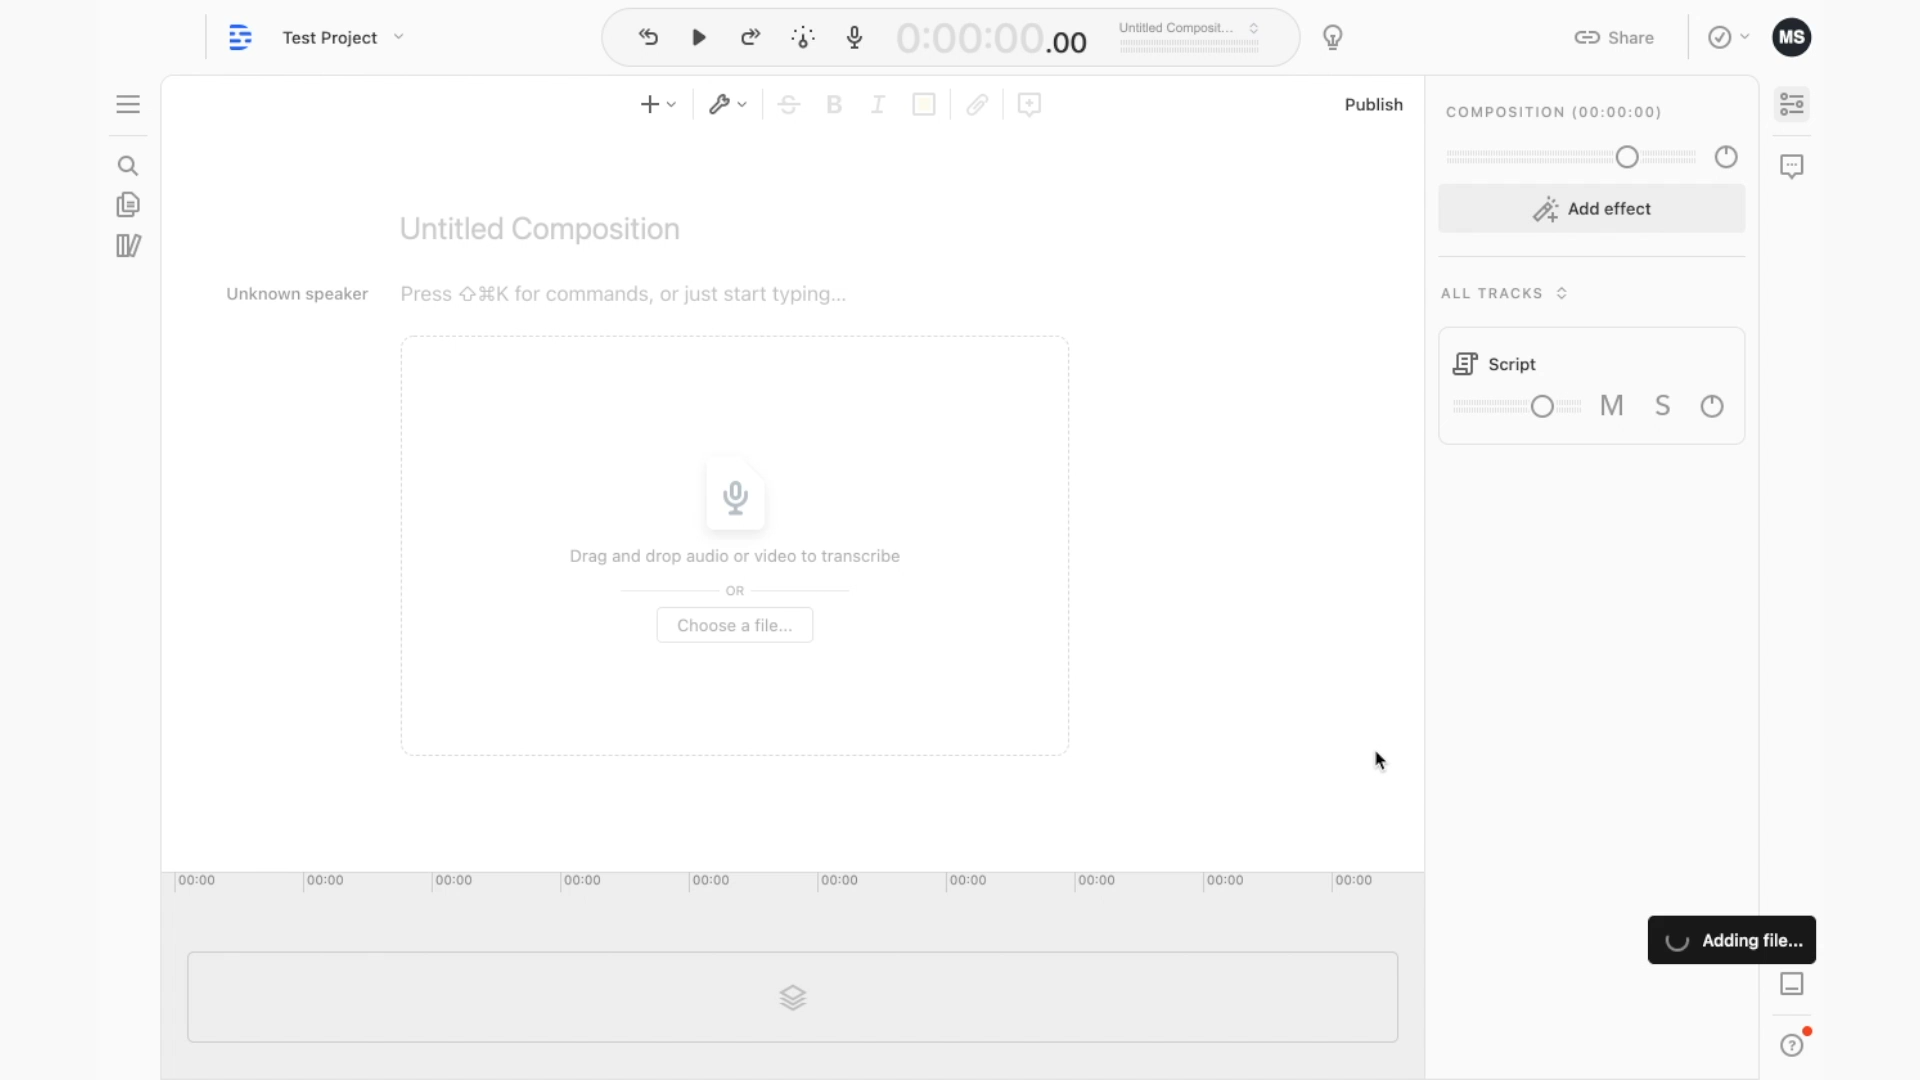 Test Project
0:00:00.00
Untitled Composit...
Share
MS
Publish
Untitled Composition
Unknown speaker
Press ⇧⌘K for commands, or just start typing...
Drag and drop audio or video to transcribe
OR
Choose a file...
COMPOSITION (00:00:00)
Add effect
ALL TRACKS
Script
M S
00:00 00:00 00:00 00:00 00:00 00:00 00:00 00:00 00:00 00:00
Adding file...